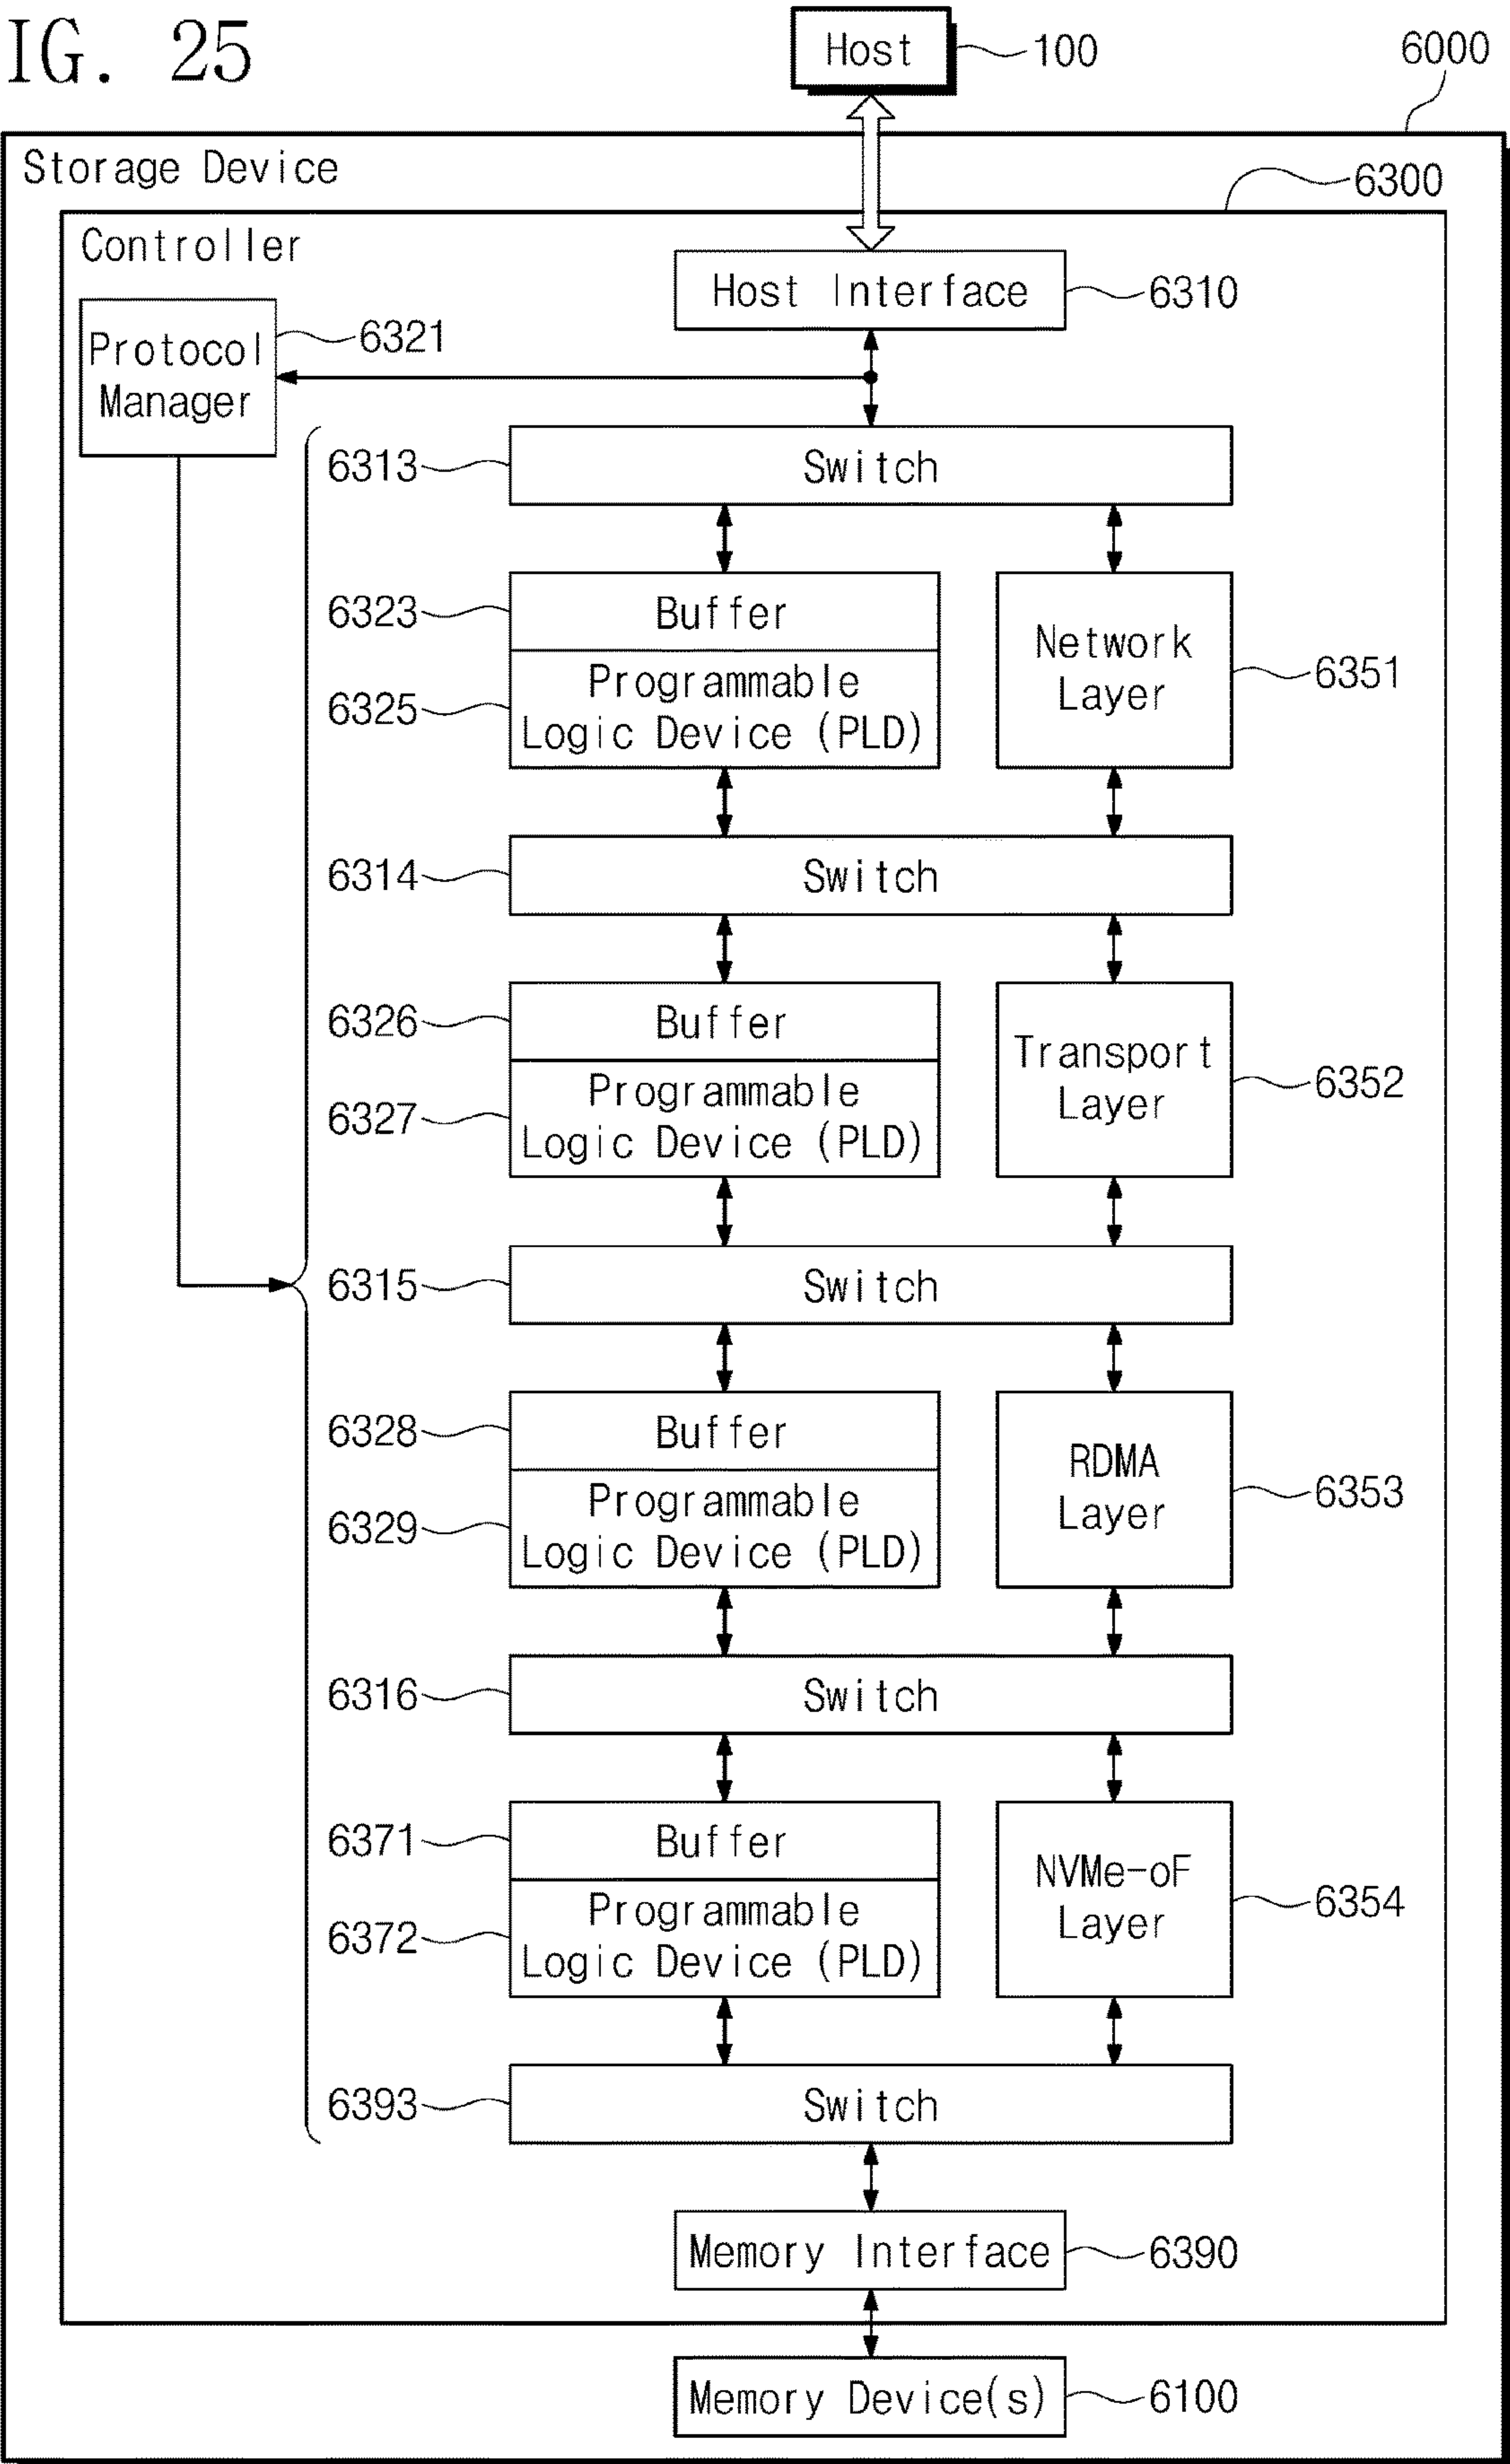 IG. 25
Host
100
6000
Storage Device
6300
Controller
Host Interface
6310
Protocol
Manager
6321
6313
Switch
6323
Buffer
6325
Programmable
Logic Device (PLD)
Network
Layer
6351
6314
Switch
6326
Buffer
6327
Programmable
Logic Device (PLD)
Transport
Layer
6352
6315
Switch
6328
Buffer
6329
Programmable
Logic Device (PLD)
RDMA
Layer
6353
6316
Switch
6371
Buffer
6372
Programmable
Logic Device (PLD)
NVMe-oF
Layer
6354
6393
Switch
Memory Interface
6390
Memory Device(s)
6100